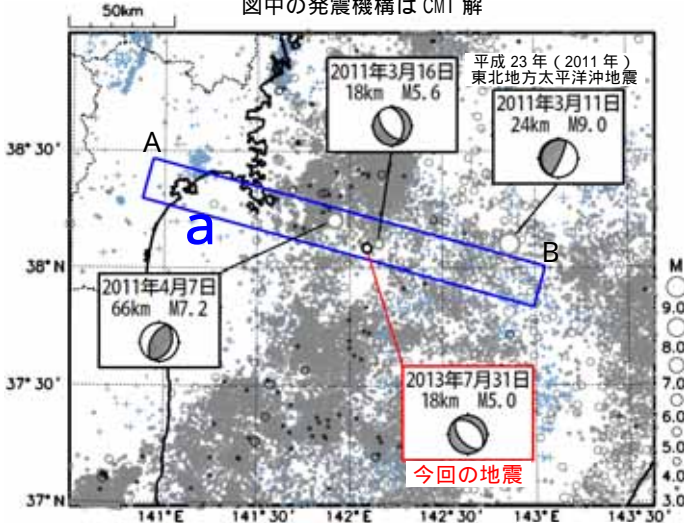 50km
図中の発震機構は CMT 解
平成 23 年(2011 年)
東北地方太平洋沖地震
2011年3月16日
18km M5.6
2011年3月11日
24km M9.0
38°30'
A
a
B
38°N
2011年4月7日
66km M7.2
M
9.0
8.0
7.0
6.0
5.0
4.0
3.0
2013年7月31日
18km M5.0
今回の地震
37°30'
37°N
141°E
141.5°E
142°E
142.5°E
143°E
143.5°E